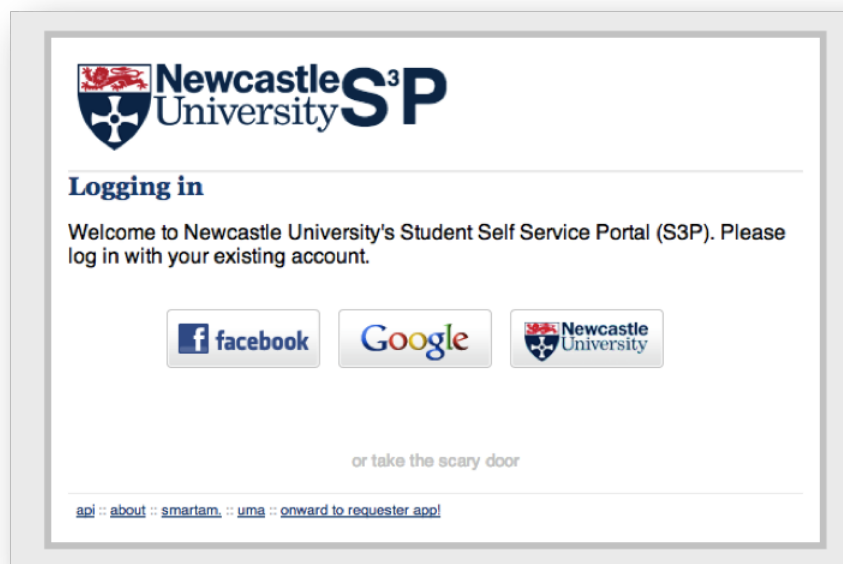 Newcastle
University
S³P
Logging in
Welcome to Newcastle University's Student Self Service Portal (S3P). Please
log in with your existing account.
facebook
Google
Newcastle
University
or take the scary door
api :: about :: smartam. :: uma :: onward to requester app!